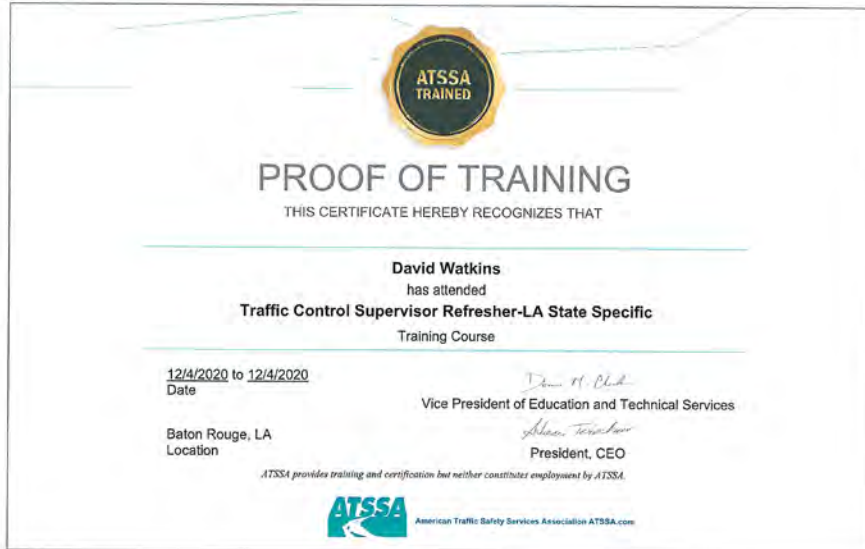 ATSSA
TRAINED
PROOF OF TRAINING
THIS CERTIFICATE HEREBY RECOGNIZES THAT
David Watkins
has attended
Traffic Control Supervisor Refresher-LA State Specific
Training Course
12/4/2020 to 12/4/2020
Date
Vice President of Education and Technical Services
Baton Rouge, LA
Location
President, CEO
ATSSA provides training and certification but neither constitutes employment by ATSSA.
ATSSA
American Traffic Safety Services Association ATSSA.com